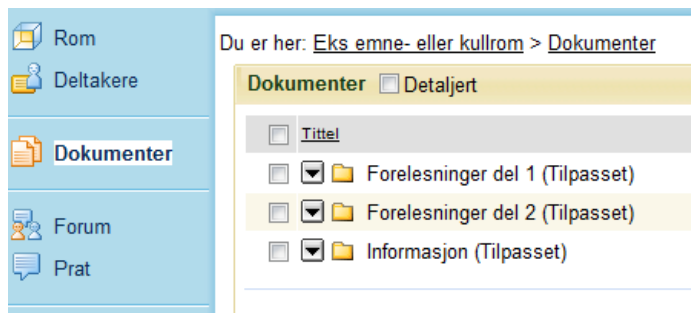 Rom
Deltakere
Dokumenter
Forum
Prat
Du er her: Eks emne- eller kullrom > Dokumenter
Dokumenter Detaljert
Tittel
Forelesninger del 1 (Tilpasset)
Forelesninger del 2 (Tilpasset)
Informasjon (Tilpasset)